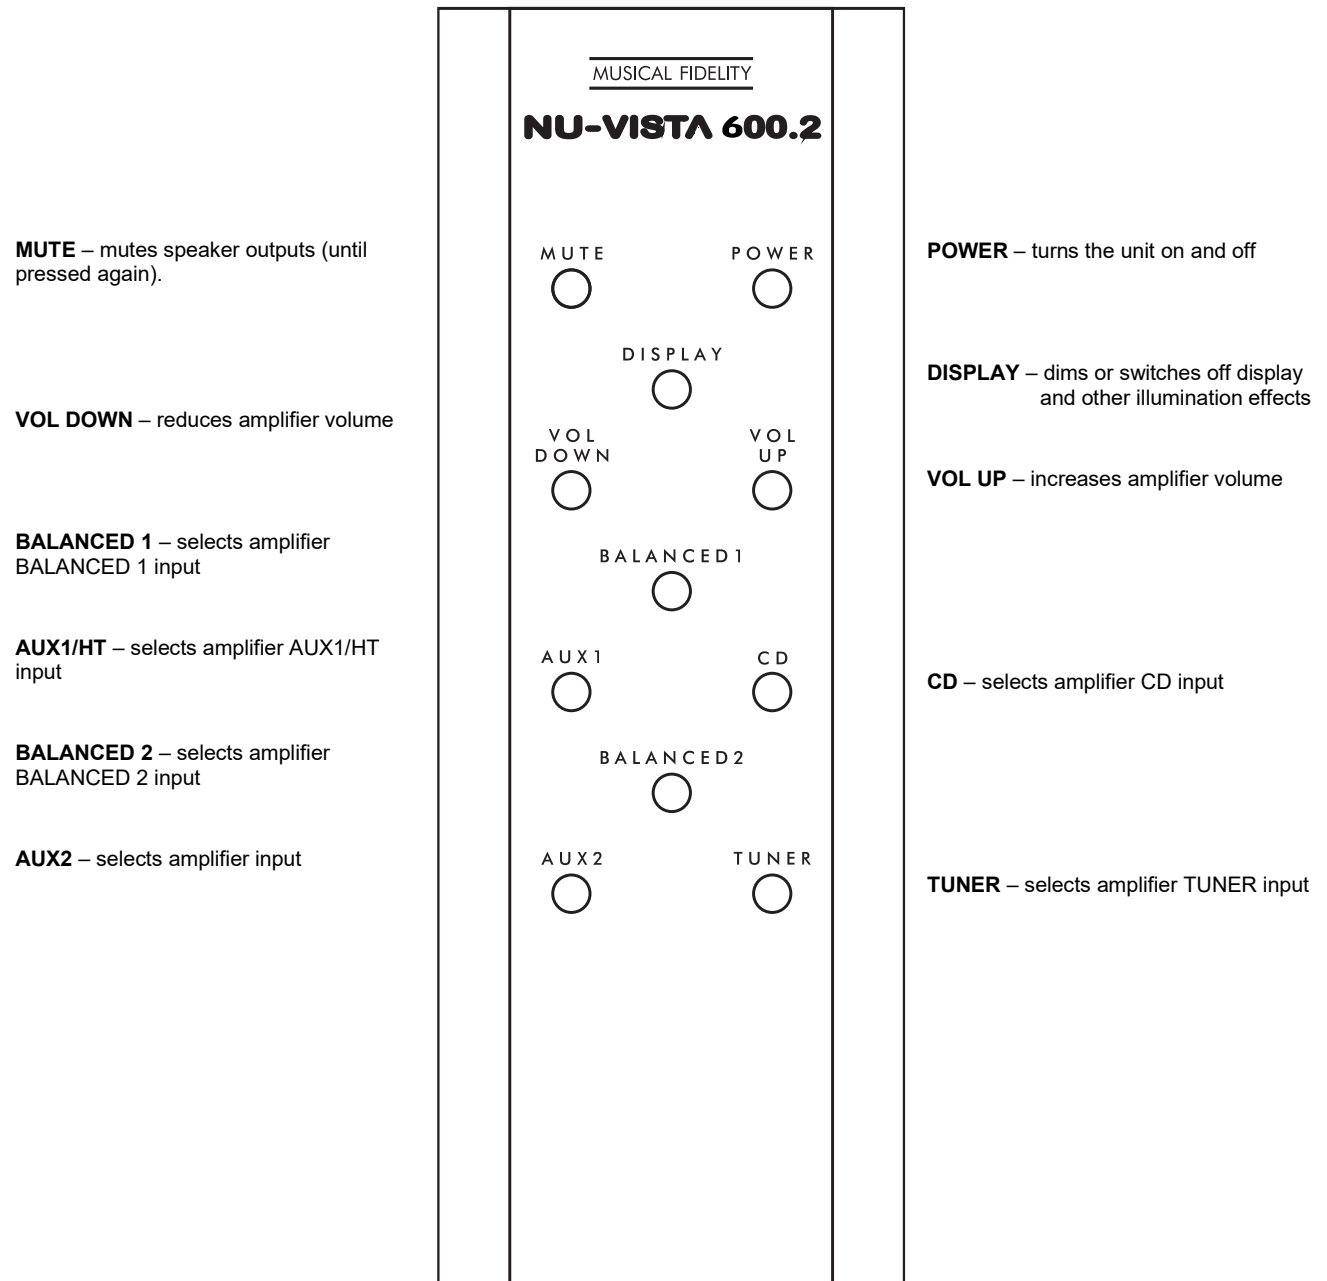 MUSICAL FIDELITY
NU-VISTA 600.2
MUTE – mutes speaker outputs (until
pressed again).
VOL DOWN – reduces amplifier volume
BALANCED 1 – selects amplifier
BALANCED 1 input
AUX1/HT – selects amplifier AUX1/HT
input
BALANCED 2 – selects amplifier
BALANCED 2 input
AUX2 – selects amplifier input
MUTE
POWER
DISPLAY
VOL
DOWN
VOL
UP
BALANCED1
AUX1
CD
BALANCED2
AUX2
TUNER
POWER – turns the unit on and off
DISPLAY – dims or switches off display
and other illumination effects
VOL UP – increases amplifier volume
CD – selects amplifier CD input
TUNER – selects amplifier TUNER input